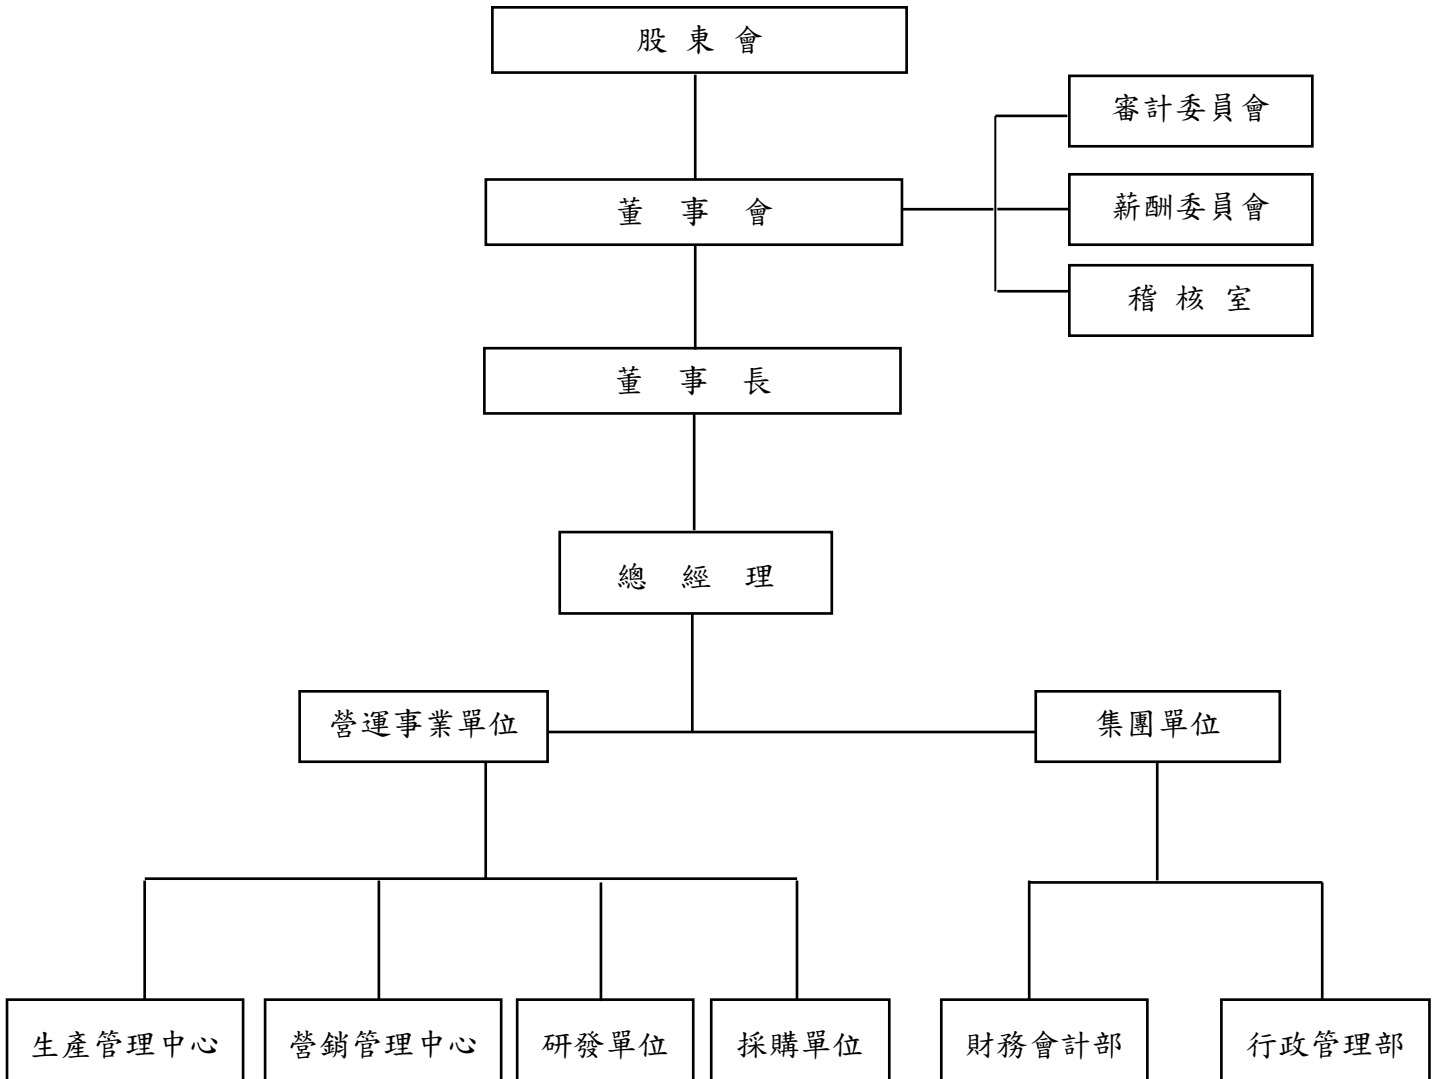 股東會
審計委員會
董事會
薪酬委員會
稽核室
董事長
總經理
營運事業單位
集團單位
生產管理中心
營銷管理中心
研發單位
採購單位
財務會計部
行政管理部